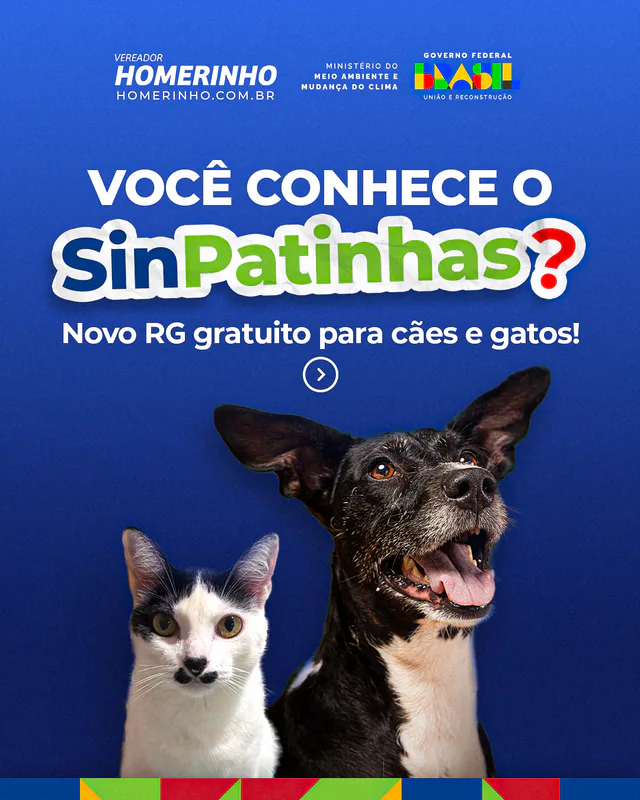 VEREADOR
HOMERINHO
HOMERINHO.COM.BR
MINISTÉRIO DO
MEIO AMBIENTE E
MUDANÇA DO CLIMA
GOVERNO FEDERAL
BRASIL
UNIÃO E RECONSTRUÇÃO
VOCÊ CONHECE O
SinPatinhas?
Novo RG gratuito para cães e gatos!